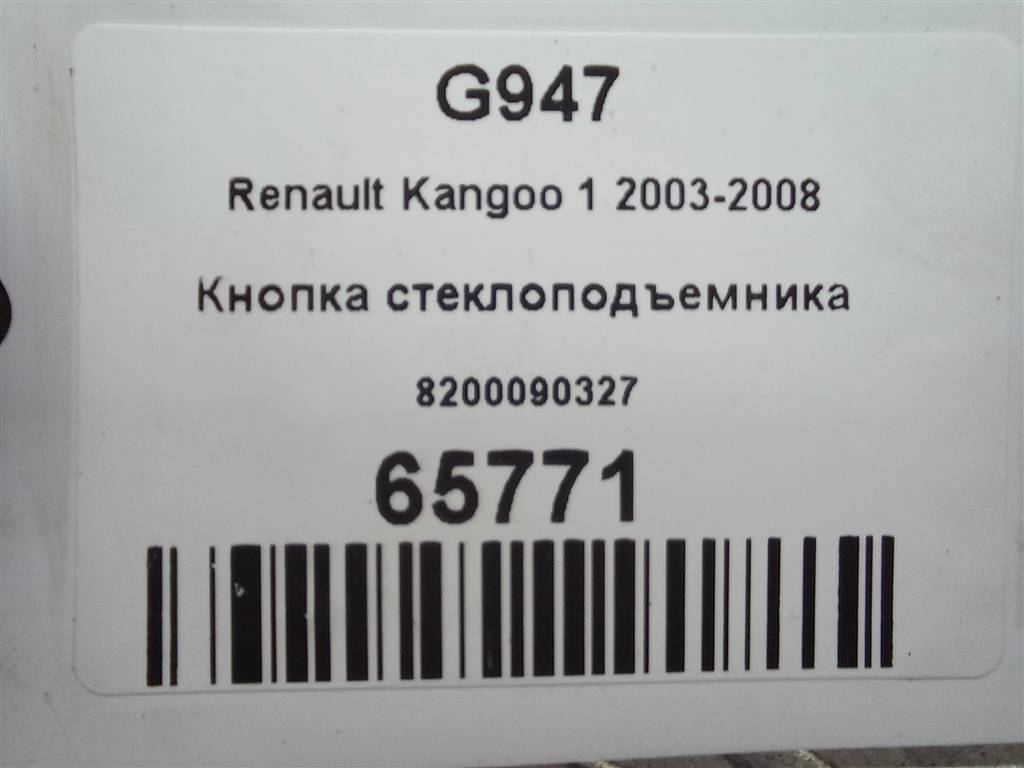 G947
Renault Kangoo 1 2003-2008
Кнопка стеклоподъемника
8200090327
65771